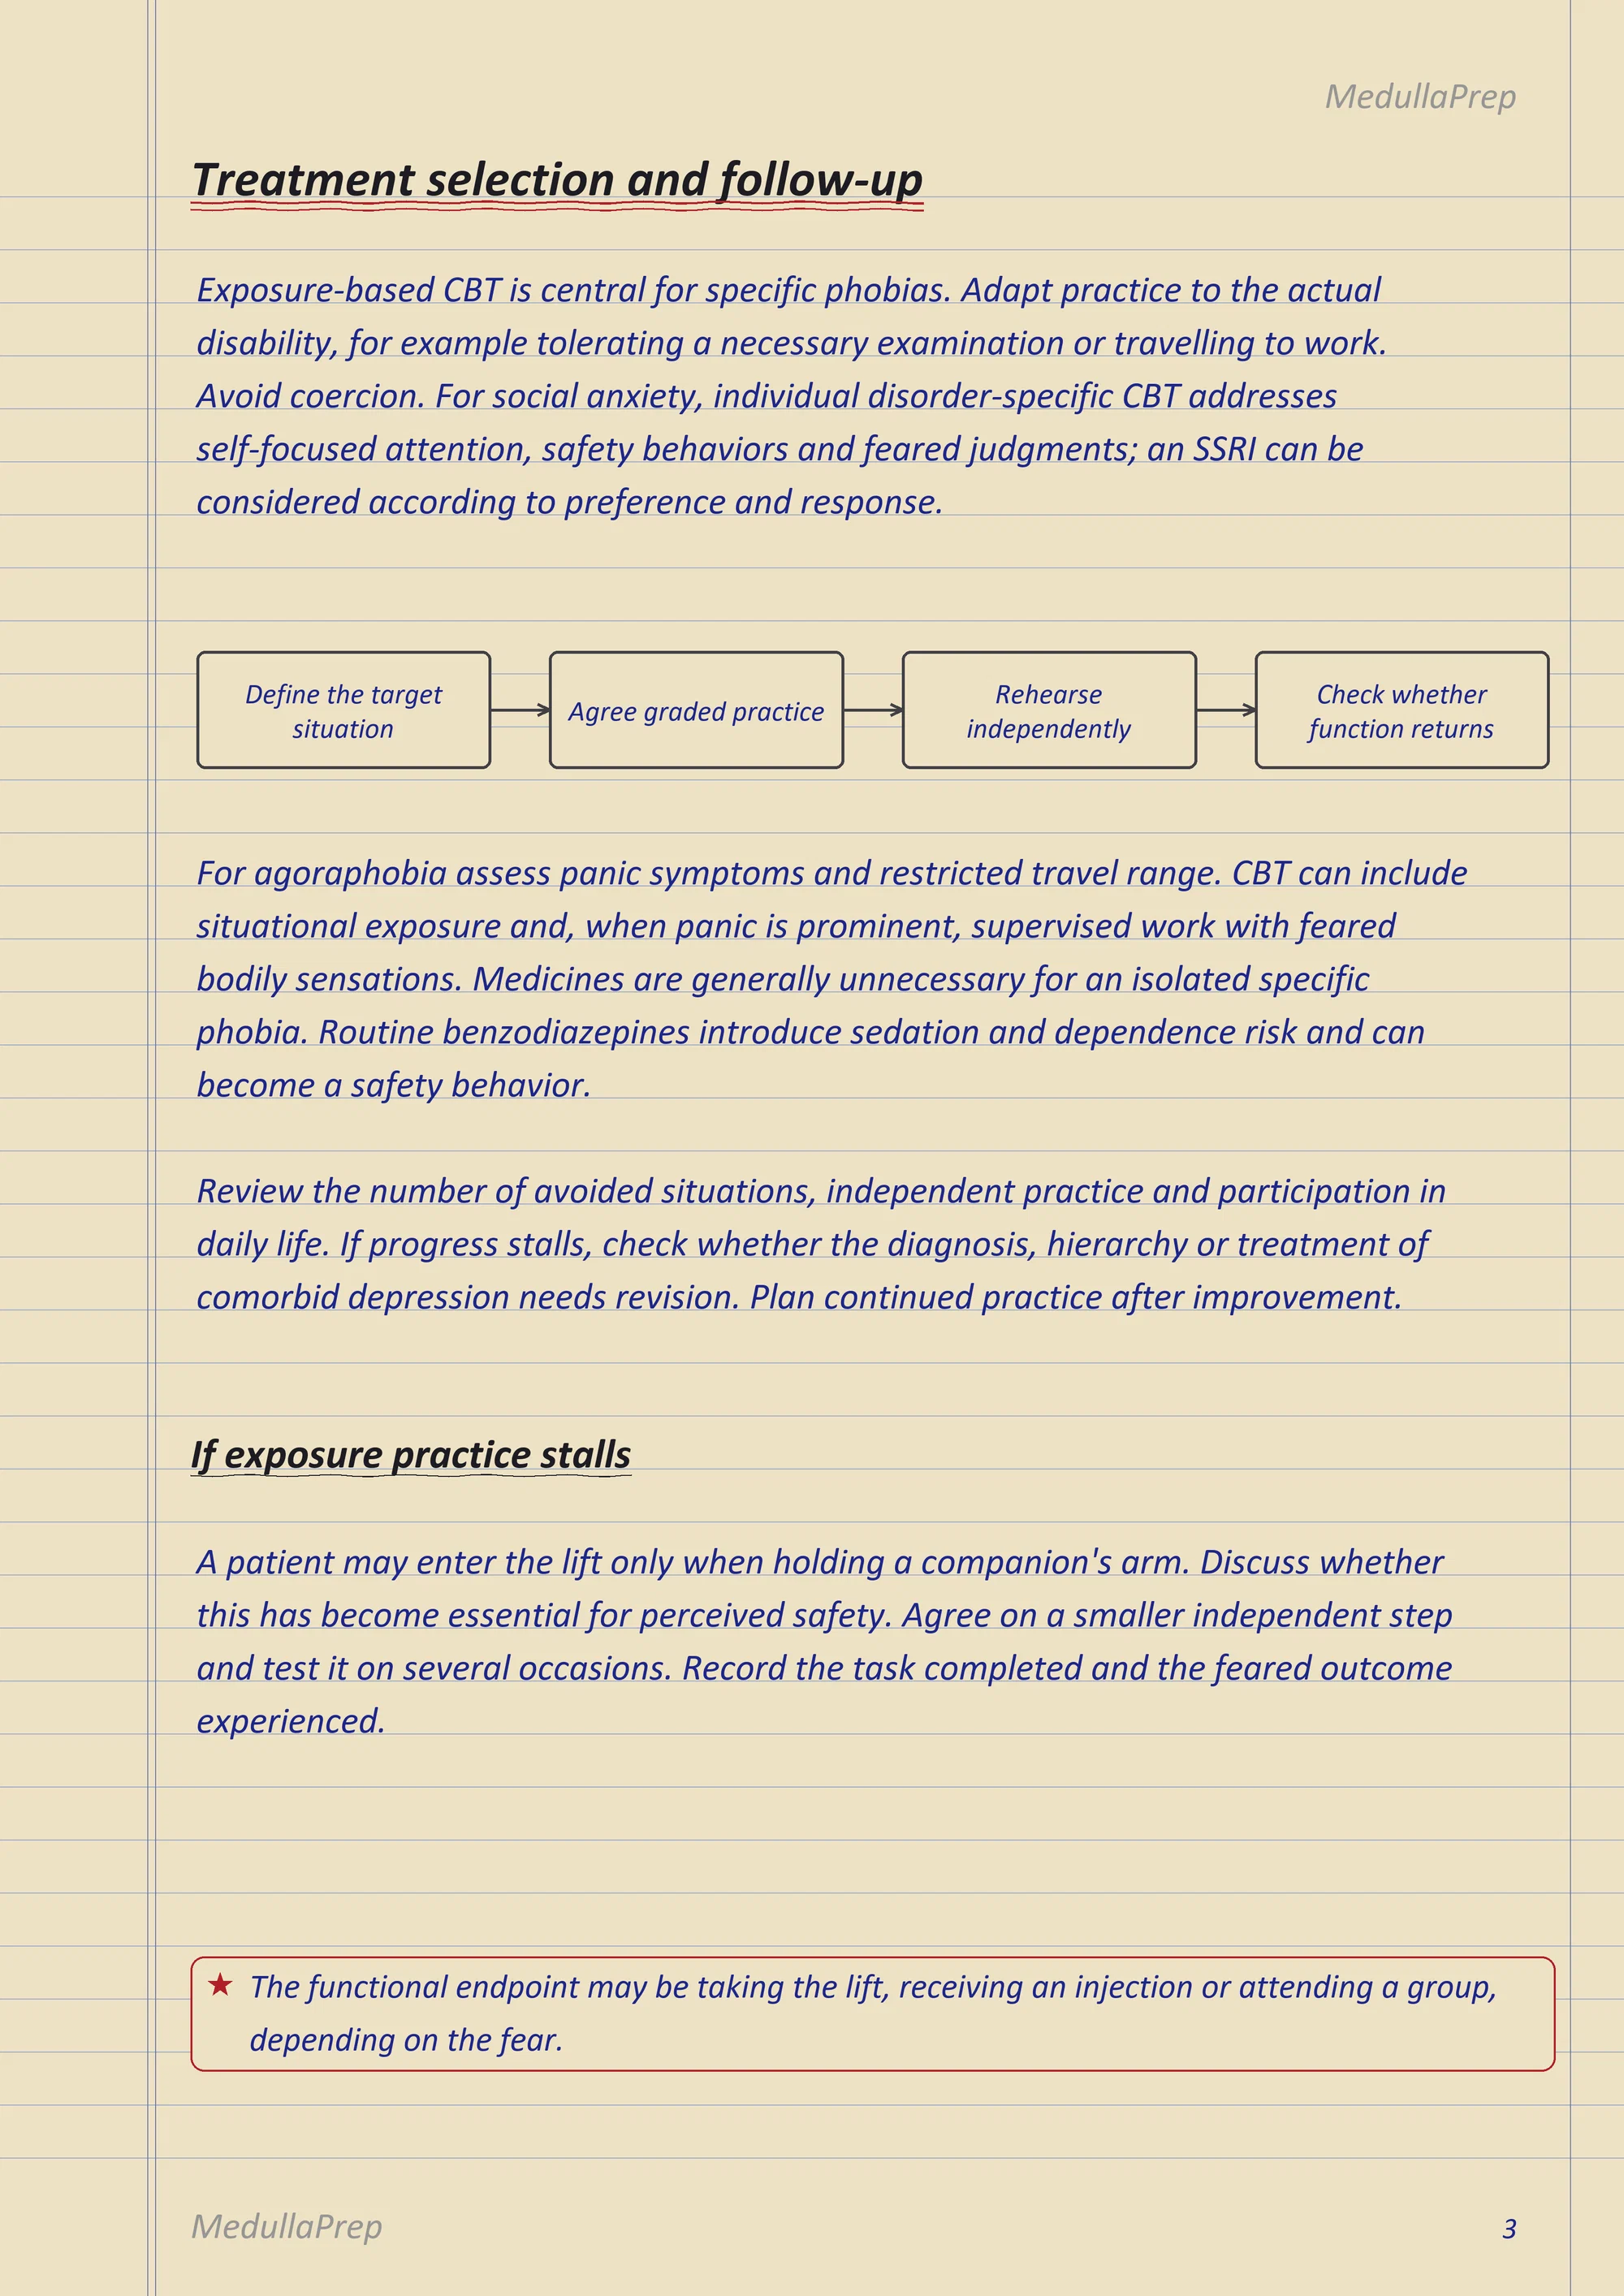 MedullaPrep
Treatment selection and follow-up
Exposure-based CBT is central for specific phobias. Adapt practice to the actual
disability, for example tolerating a necessary examination or travelling to work.
Avoid coercion. For social anxiety, individual disorder-specific CBT addresses
self-focused attention, safety behaviors and feared judgments; an SSRI can be
considered according to preference and response.
Define the target
situation
Agree graded practice
Rehearse
independently
Check whether
function returns
For agoraphobia assess panic symptoms and restricted travel range. CBT can include
situational exposure and, when panic is prominent, supervised work with feared
bodily sensations. Medicines are generally unnecessary for an isolated specific
phobia. Routine benzodiazepines introduce sedation and dependence risk and can
become a safety behavior.
Review the number of avoided situations, independent practice and participation in
daily life. If progress stalls, check whether the diagnosis, hierarchy or treatment of
comorbid depression needs revision. Plan continued practice after improvement.
If exposure practice stalls
A patient may enter the lift only when holding a companion's arm. Discuss whether
this has become essential for perceived safety. Agree on a smaller independent step
and test it on several occasions. Record the task completed and the feared outcome
experienced.
★ The functional endpoint may be taking the lift, receiving an injection or attending a group,
depending on the fear.
MedullaPrep
3